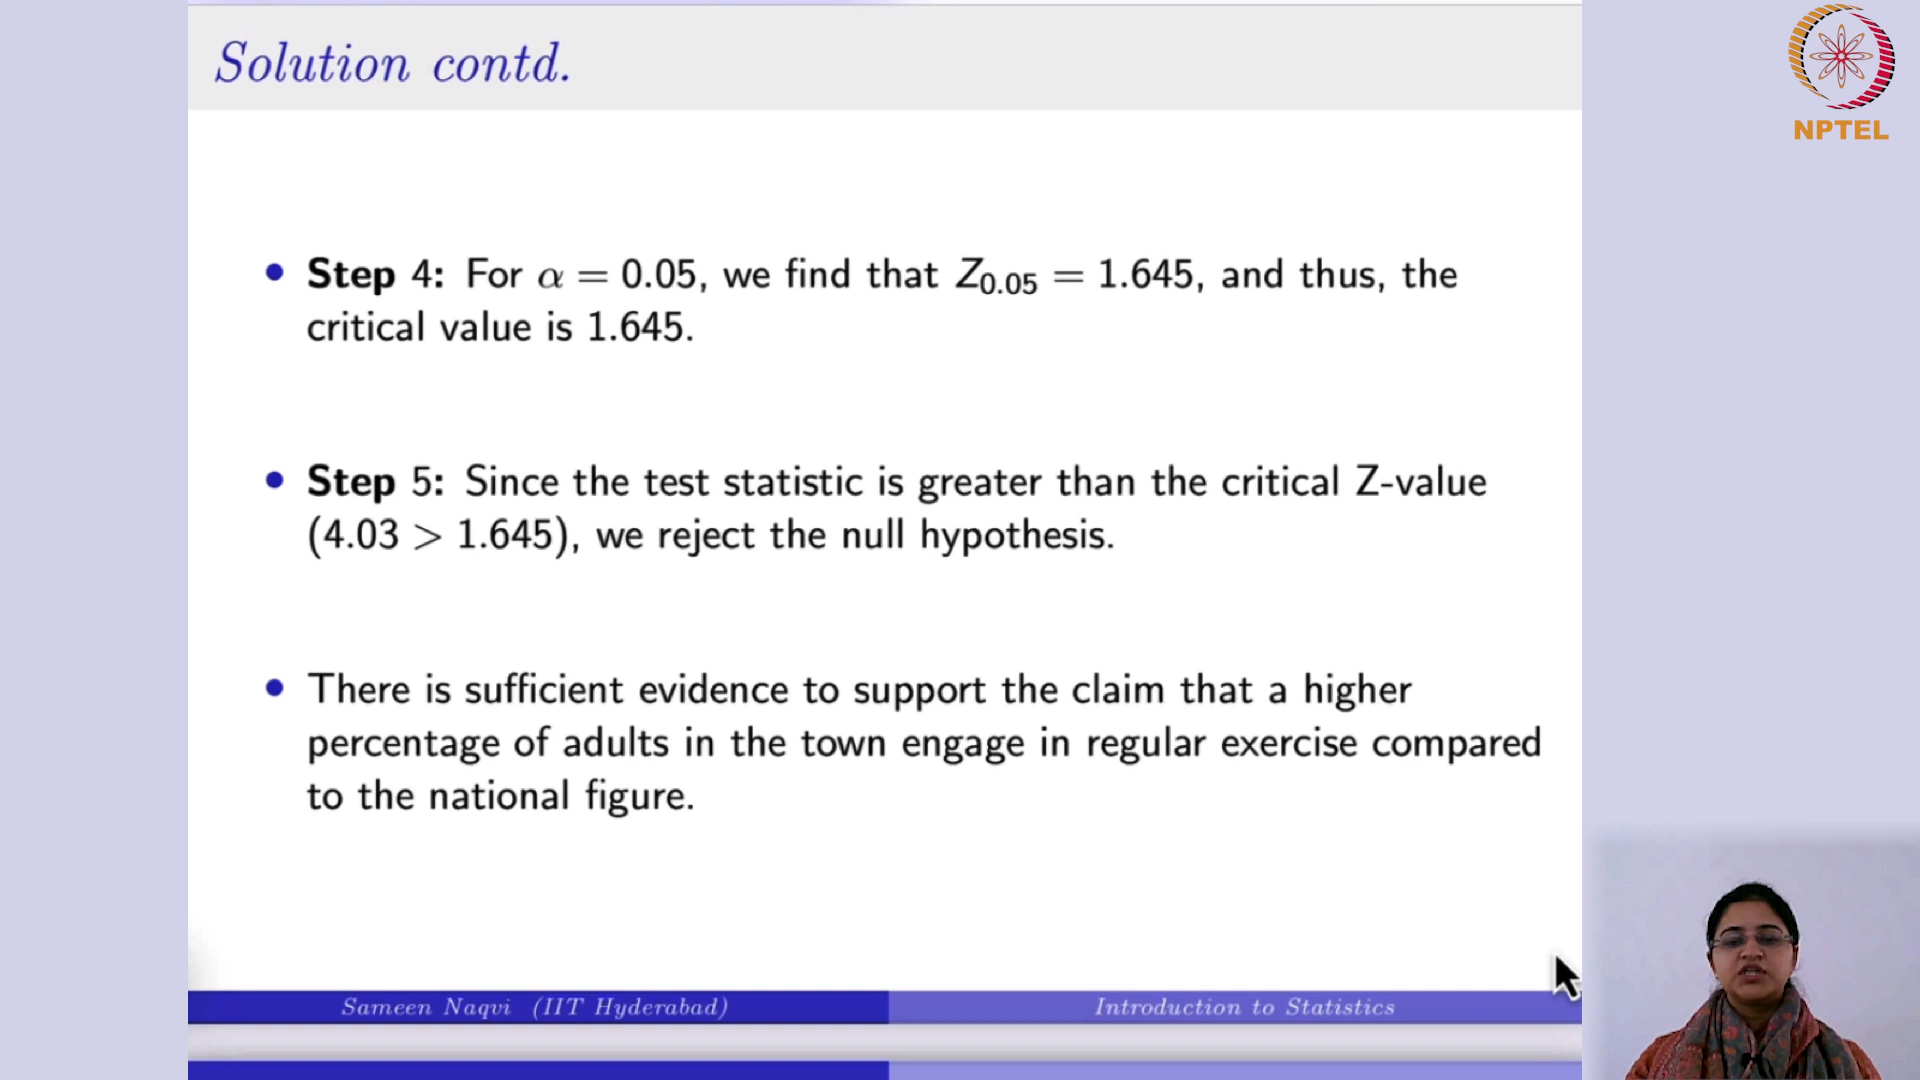 Solution contd.
NPTEL
• Step 4: For α = 0.05, we find that Z₀.₀₅ = 1.645, and thus, the
critical value is 1.645.
• Step 5: Since the test statistic is greater than the critical Z-value
(4.03 > 1.645), we reject the null hypothesis.
• There is sufficient evidence to support the claim that a higher
percentage of adults in the town engage in regular exercise compared
to the national figure.
Sameen Naqvi (IIT Hyderabad)
Introduction to Statistics